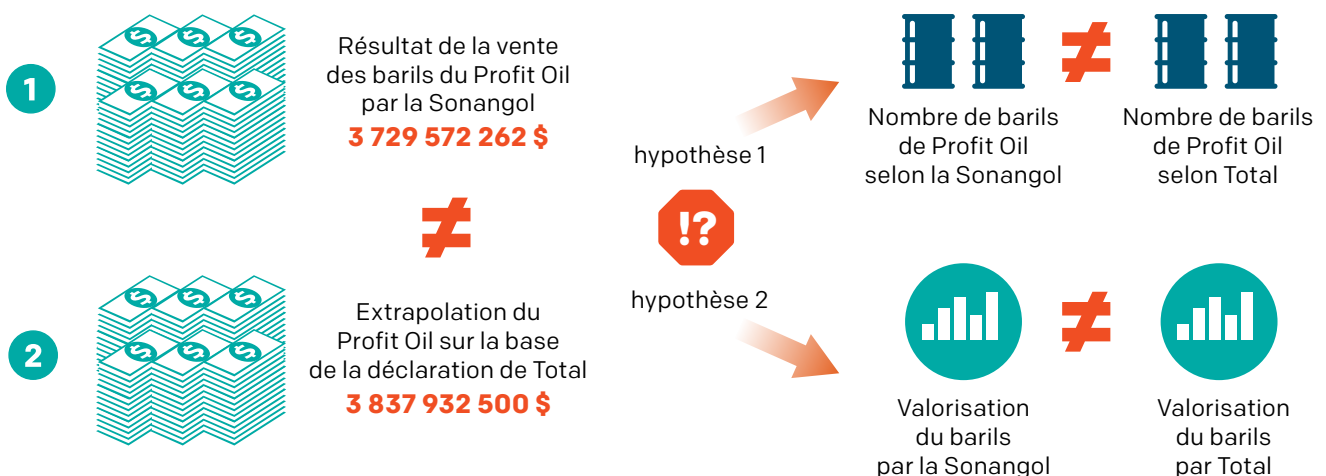 1
Résultat de la vente
des barils du Profit Oil
par la Sonangol
3 729 572 262 $
≠
2
Extrapolation du
Profit Oil sur la base
de la déclaration de Total
3 837 932 500 $
hypothèse 1
!?
hypothèse 2
≠
Nombre de barils
de Profit Oil
selon la Sonangol
Nombre de barils
de Profit Oil
selon Total
≠
Valorisation
du barils
par la Sonangol
Valorisation
du barils
par Total